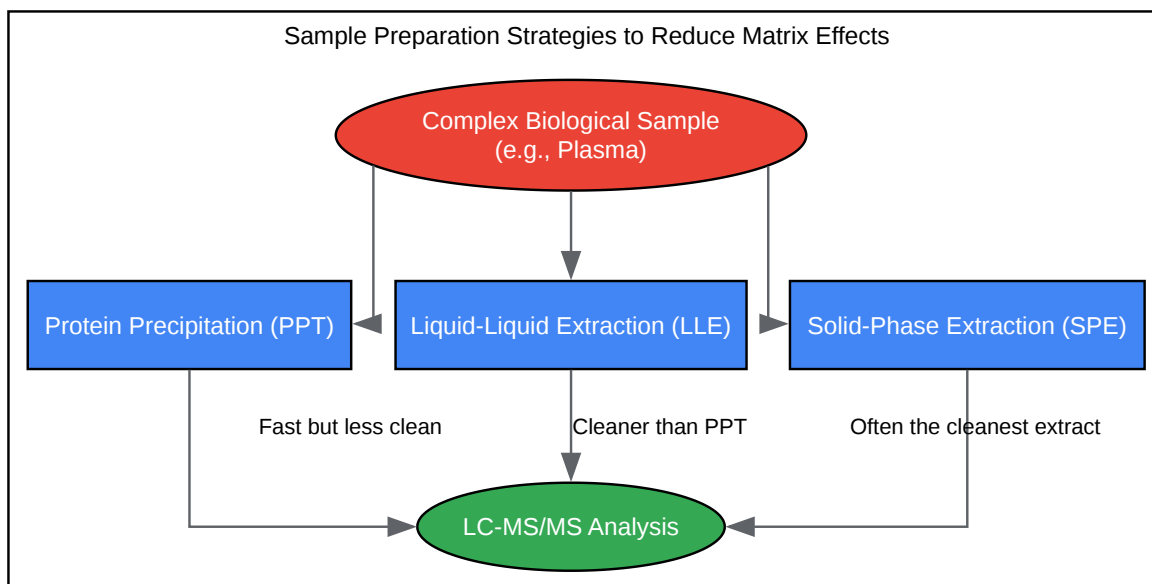 Sample Preparation Strategies to Reduce Matrix Effects
Complex Biological Sample
(e.g., Plasma)
Protein Precipitation (PPT)
Liquid-Liquid Extraction (LLE)
Solid-Phase Extraction (SPE)
Fast but less clean
Cleaner than PPT
Often the cleanest extract
LC-MS/MS Analysis